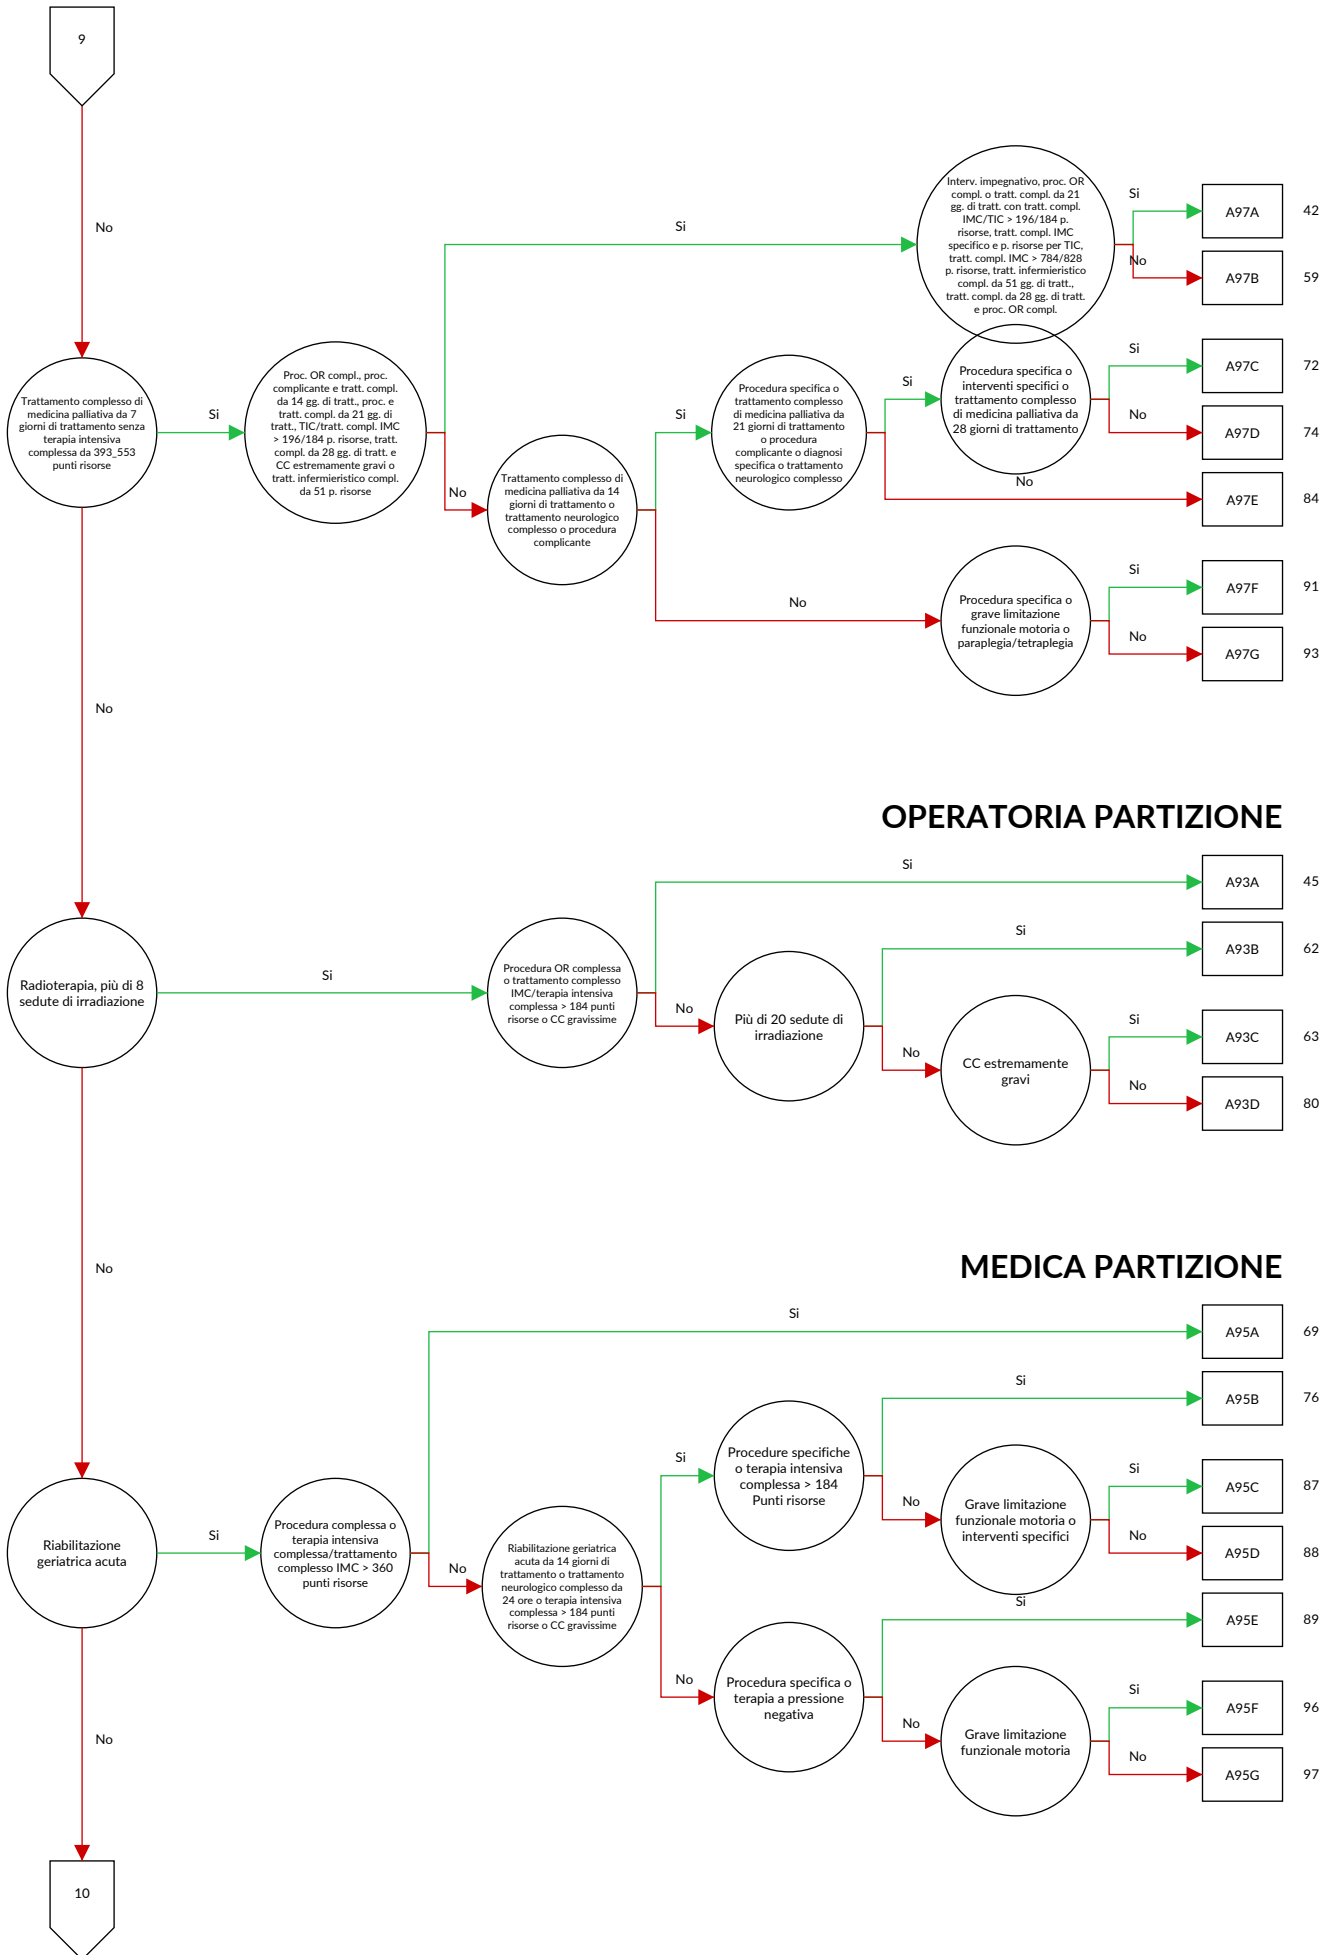 9
No
Interv. impegnativo, proc. OR
compl. o tratt. compl. da 21
gg. di tratt. con tratt. compl.
IMC/TIC > 196/184 p.
risorse, tratt. compl. IMC
specifico e p. risorse per TIC,
tratt. compl. IMC > 784/828
p. risorse, tratt. infermieristico
compl. da 51 gg. di tratt.,
tratt. compl. da 28 gg. di tratt.
e proc. OR compl.
Si
Si
A97A
42
No
A97B
59
Trattamento complesso di
medicina palliativa da 7
giorni di trattamento senza
terapia intensiva
complessa da 393_553
punti risorse
Si
Proc. OR compl., proc.
complicante e tratt. compl.
da 14 gg. di tratt., proc. e
tratt. compl. da 21 gg. di
tratt., TIC/tratt. compl. IMC
> 196/184 p. risorse, tratt.
compl. da 28 gg. di tratt. e
CC estremamente gravi o
tratt. infermieristico compl.
da 51 p. risorse
No
Trattamento complesso di
medicina palliativa da 14
giorni di trattamento o
trattamento neurologico
complesso o procedura
complicante
Si
Procedura specifica o
trattamento complesso
di medicina palliativa da
21 giorni di trattamento
o procedura
complicante o diagnosi
specifica o trattamento
neurologico complesso
Si
Procedura specifica o
interventi specifici o
trattamento complesso
di medicina palliativa da
28 giorni di trattamento
Si
A97C
72
No
A97D
74
No
A97E
84
No
Procedura specifica o
grave limitazione
funzionale motoria o
paraplegia/tetraplegia
Si
A97F
91
No
A97G
93
No
OPERATORIA PARTIZIONE
Radioterapia, più di 8
sedute di irradiazione
Si
Procedura OR complessa
o trattamento complesso
IMC/terapia intensiva
complessa > 184 punti
risorse o CC gravissime
Si
A93A
45
No
Più di 20 sedute di
irradiazione
Si
A93B
62
No
CC estremamente
gravi
Si
A93C
63
No
A93D
80
No
MEDICA PARTIZIONE
Riabilitazione
geriatrica acuta
Si
Procedura complessa o
terapia intensiva
complessa/trattamento
complesso IMC > 360
punti risorse
Si
A95A
69
No
Riabilitazione geriatrica
acuta da 14 giorni di
trattamento o trattamento
neurologico complesso da
24 ore o terapia intensiva
complessa > 184 punti
risorse o CC gravissime
Si
Procedure specifiche
o terapia intensiva
complessa > 184
Punti risorse
Si
A95B
76
No
Grave limitazione
funzionale motoria o
interventi specifici
Si
A95C
87
No
A95D
88
No
Procedura specifica o
terapia a pressione
negativa
Si
A95E
89
No
Grave limitazione
funzionale motoria
Si
A95F
96
No
A95G
97
No
10